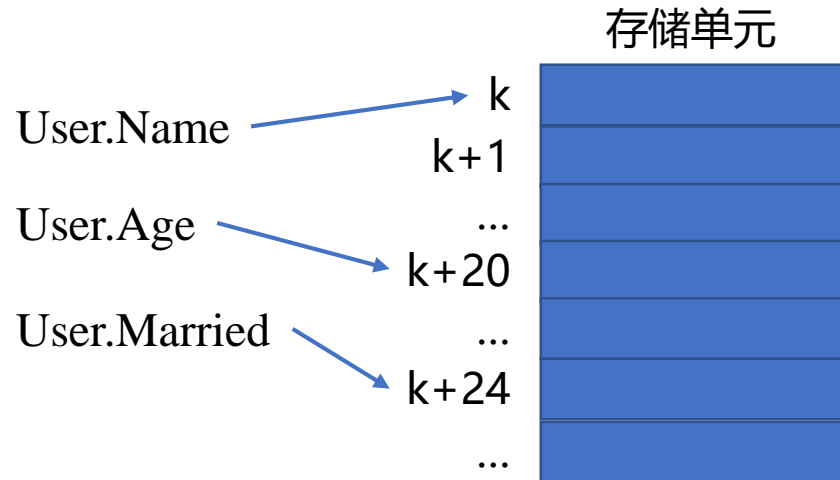 存储单元
k
User.Name
k+1
User.Age
...
k+20
User.Married
...
k+24
...